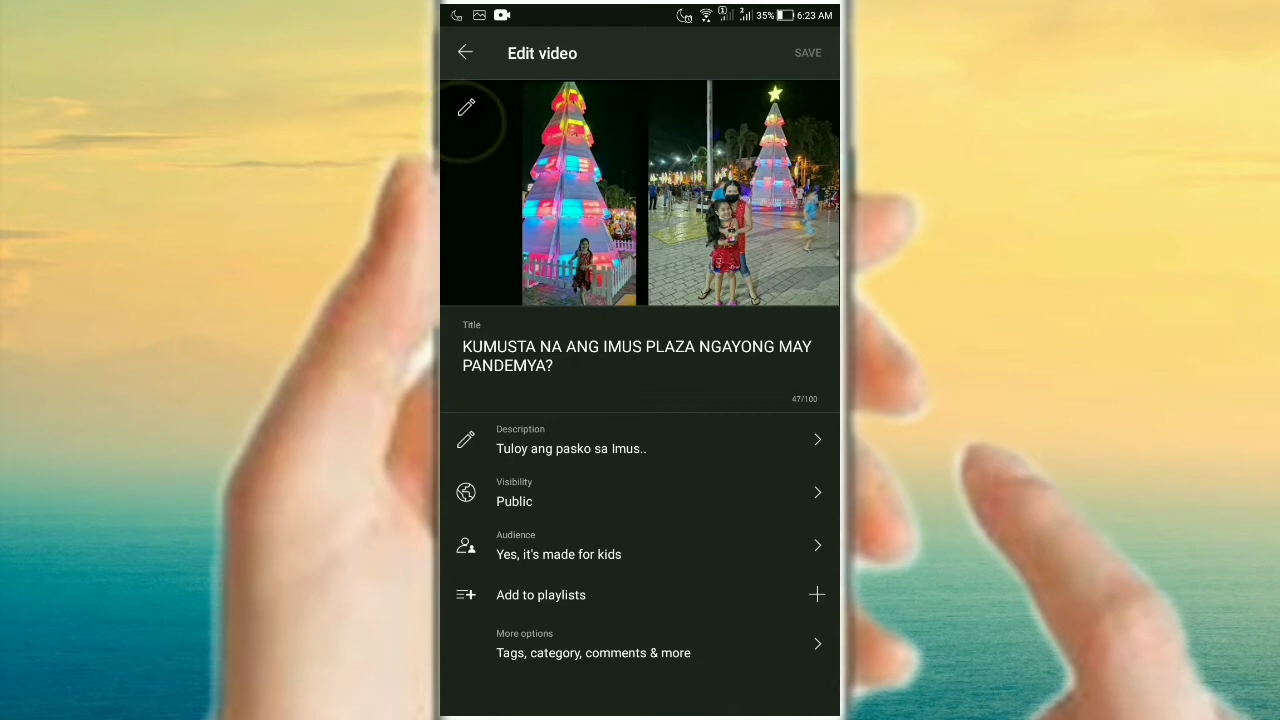 1 2 35% 6:23 AM
Edit video SAVE
Title
KUMUSTA NA ANG IMUS PLAZA NGAYONG MAY
PANDEMYA?
47/100
Description
Tuloy ang pasko sa Imus..
Visibility
Public
Audience
Yes, it's made for kids
Add to playlists
More options
Tags, category, comments & more